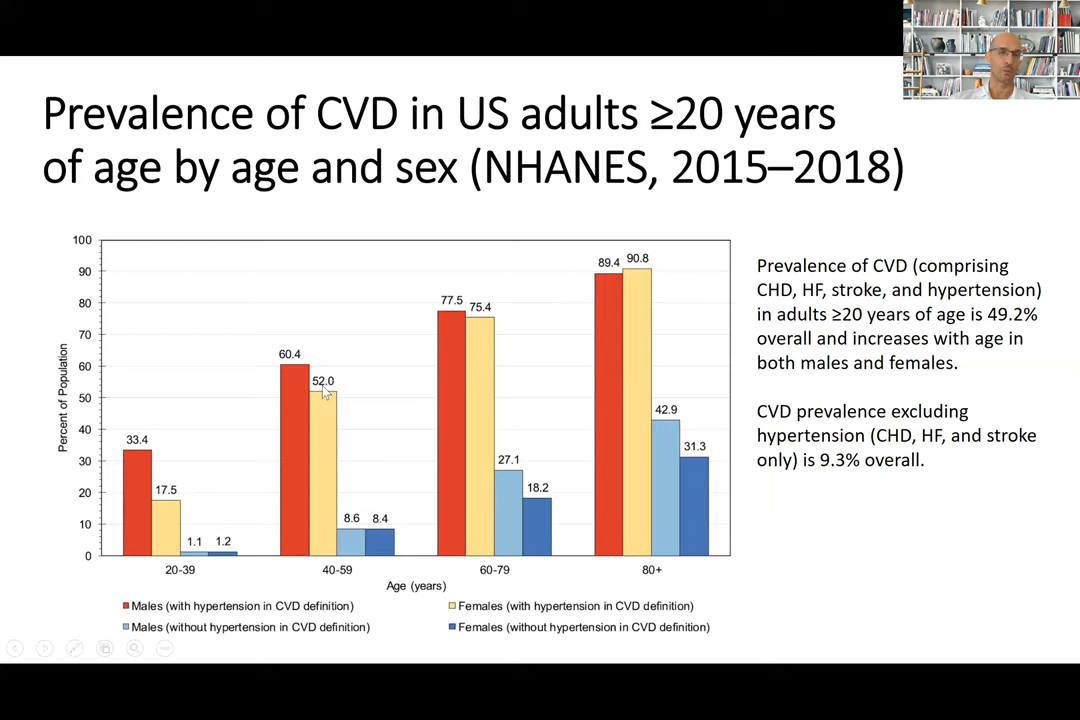 Prevalence of CVD in US adults ≥20 years
of age by age and sex (NHANES, 2015–2018)
Percent of Population
100
90
80
70
60
50
40
30
20
10
0
33.4
17.5
1.1
1.2
60.4
52.0
8.6
8.4
77.5
75.4
27.1
18.2
89.4
90.8
42.9
31.3
20-39
40-59
60-79
80+
Age (years)
Males (with hypertension in CVD definition)
Females (with hypertension in CVD definition)
Males (without hypertension in CVD definition)
Females (without hypertension in CVD definition)
Prevalence of CVD (comprising
CHD, HF, stroke, and hypertension)
in adults ≥20 years of age is 49.2%
overall and increases with age in
both males and females.
CVD prevalence excluding
hypertension (CHD, HF, and stroke
only) is 9.3% overall.